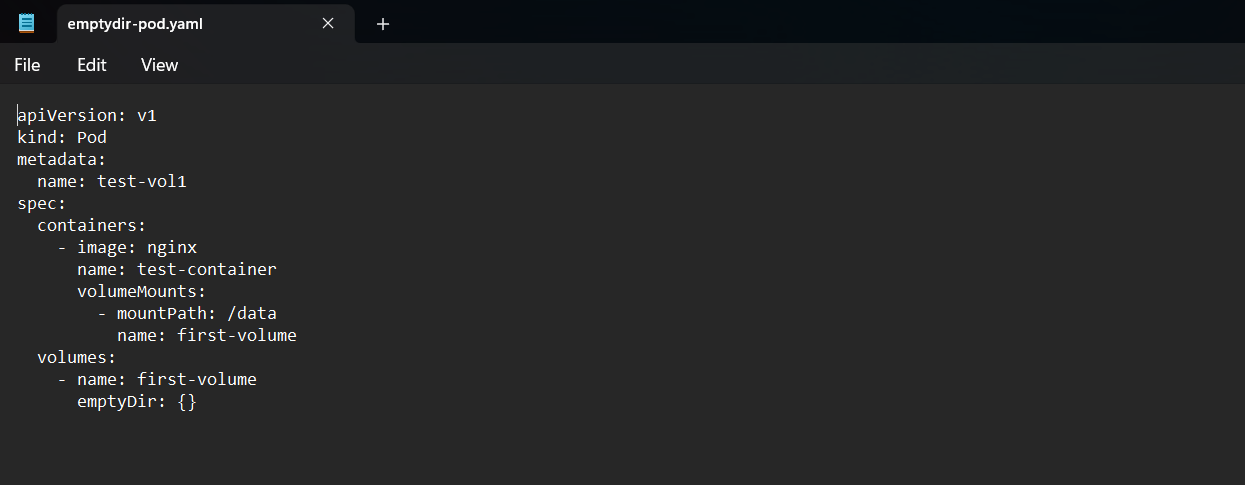 emptydir-pod.yaml
File Edit View
apiVersion: v1
kind: Pod
metadata:
  name: test-vol1
spec:
  containers:
    - image: nginx
      name: test-container
      volumeMounts:
        - mountPath: /data
          name: first-volume
  volumes:
    - name: first-volume
      emptyDir: {}